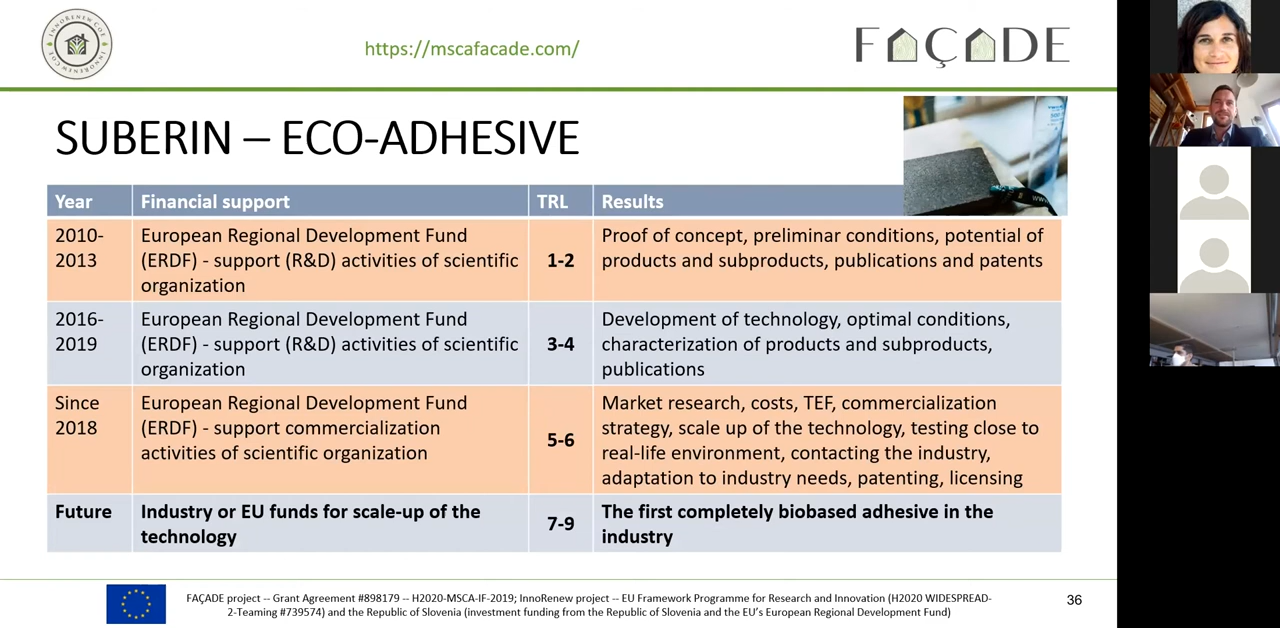 INNORENEW COE
INNORENEW COE
https://mscafacade.com/
FAÇADE
SUBERIN – ECO-ADHESIVE
Year Financial support TRL Results
2010-
2013
European Regional Development Fund
(ERDF) - support (R&D) activities of scientific
organization
1-2
Proof of concept, preliminar conditions, potential of
products and subproducts, publications and patents
2016-
2019
European Regional Development Fund
(ERDF) - support (R&D) activities of scientific
organization
3-4
Development of technology, optimal conditions,
characterization of products and subproducts,
publications
Since
2018
European Regional Development Fund
(ERDF) - support commercialization
activities of scientific organization
5-6
Market research, costs, TEF, commercialization
strategy, scale up of the technology, testing close to
real-life environment, contacting the industry,
adaptation to industry needs, patenting, licensing
Future
Industry or EU funds for scale-up of the
technology
7-9
The first completely biobased adhesive in the
industry
FAÇADE project -- Grant Agreement #898179 -- H2020-MSCA-IF-2019; InnoRenew project -- EU Framework Programme for Research and Innovation (H2020 WIDESPREAD-
2-Teaming #739574) and the Republic of Slovenia (investment funding from the Republic of Slovenia and the EU's European Regional Development Fund)
36